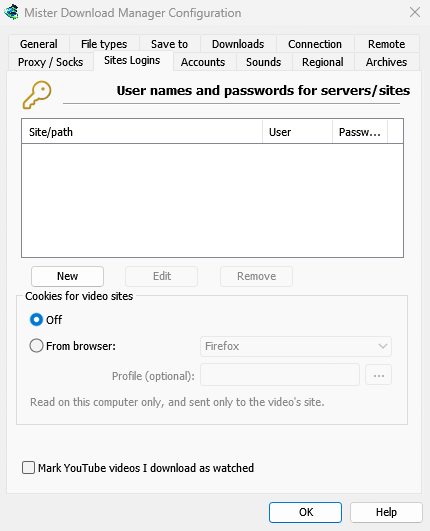 Mister Download Manager Configuration
General File types Save to Downloads Connection Remote
Proxy / Socks Sites Logins Accounts Sounds Regional Archives
User names and passwords for servers/sites
Site/path User Passw...
New Edit Remove
Cookies for video sites
Off
From browser: Firefox
Profile (optional): ...
Read on this computer only, and sent only to the video's site.
Mark YouTube videos I download as watched
OK Help